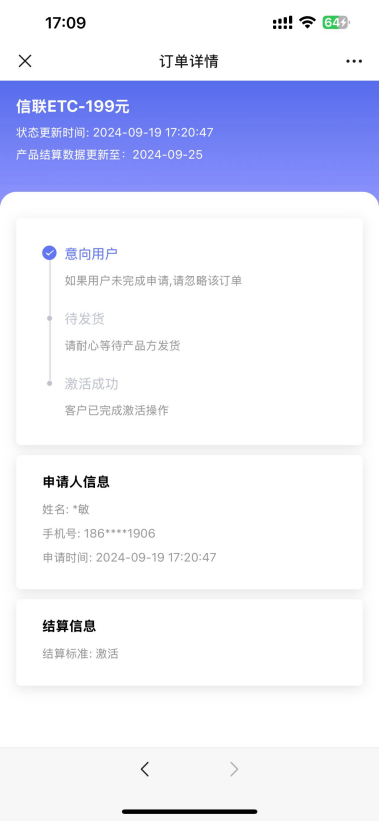 17:09
64
订单详情
信联ETC-199元
状态更新时间: 2024-09-19 17:20:47
产品结算数据更新至：2024-09-25
意向用户
如果用户未完成申请,请忽略该订单
待发货
请耐心等待产品方发货
激活成功
客户已完成激活操作
申请人信息
姓名: *敏
手机号: 186****1906
申请时间: 2024-09-19 17:20:47
结算信息
结算标准: 激活